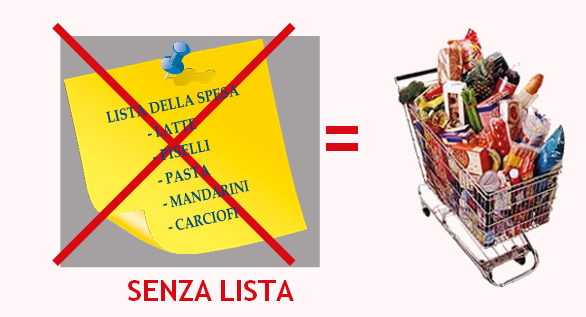 LISTA DELLA SPESA
- LATTE
- PISELLI
- PASTA
- MANDARINI
- CARCIOFI
=
SENZA LISTA